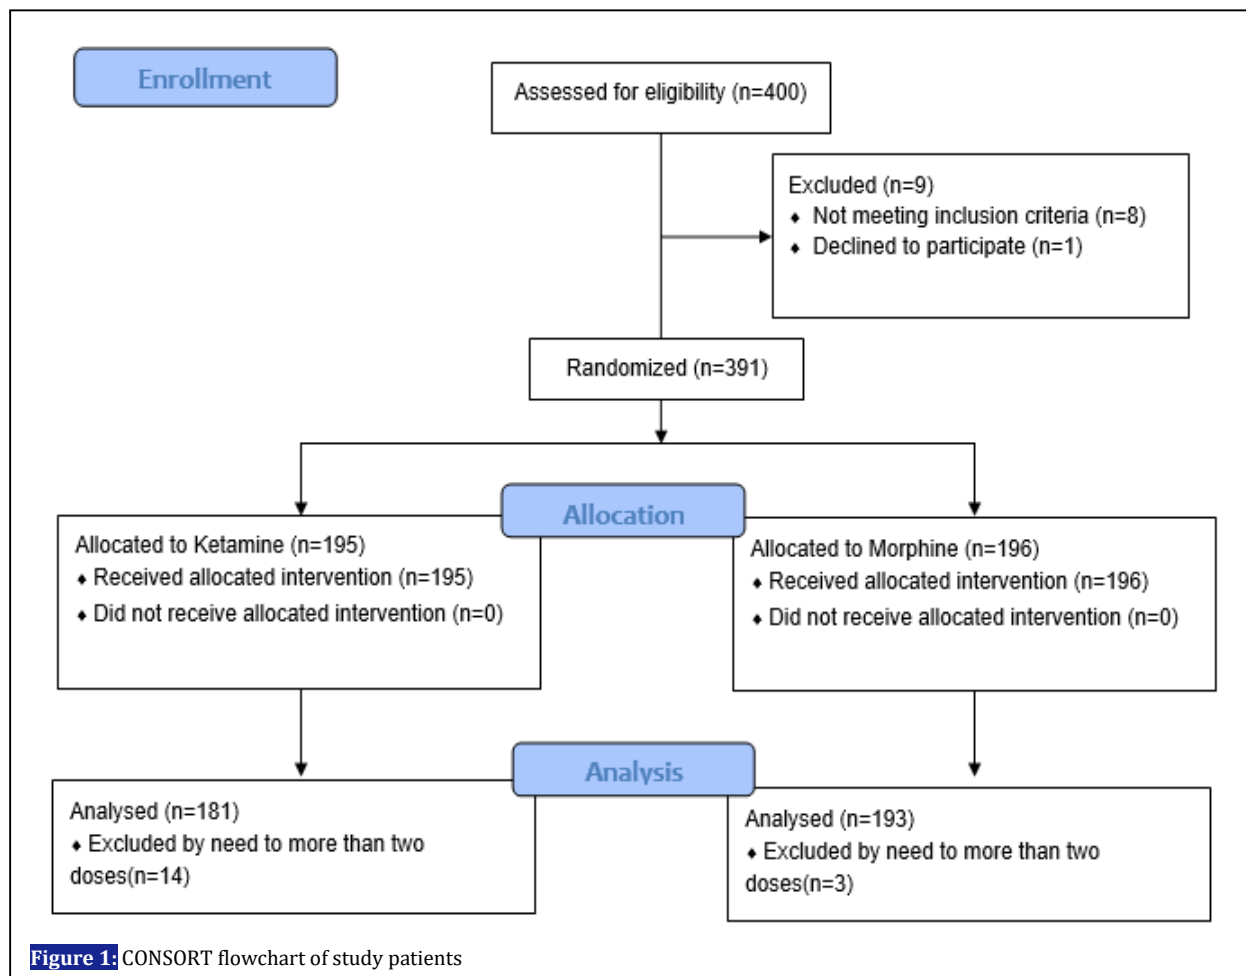 Enrollment
Assessed for eligibility (n=400)
Excluded (n=9)
♦ Not meeting inclusion criteria (n=8)
♦ Declined to participate (n=1)
Randomized (n=391)
Allocation
Allocated to Ketamine (n=195)
♦ Received allocated intervention (n=195)
♦ Did not receive allocated intervention (n=0)
Allocated to Morphine (n=196)
♦ Received allocated intervention (n=196)
♦ Did not receive allocated intervention (n=0)
Analysis
Analysed (n=181)
♦ Excluded by need to more than two
doses(n=14)
Analysed (n=193)
♦ Excluded by need to more than two
doses(n=3)
Figure 1: CONSORT flowchart of study patients